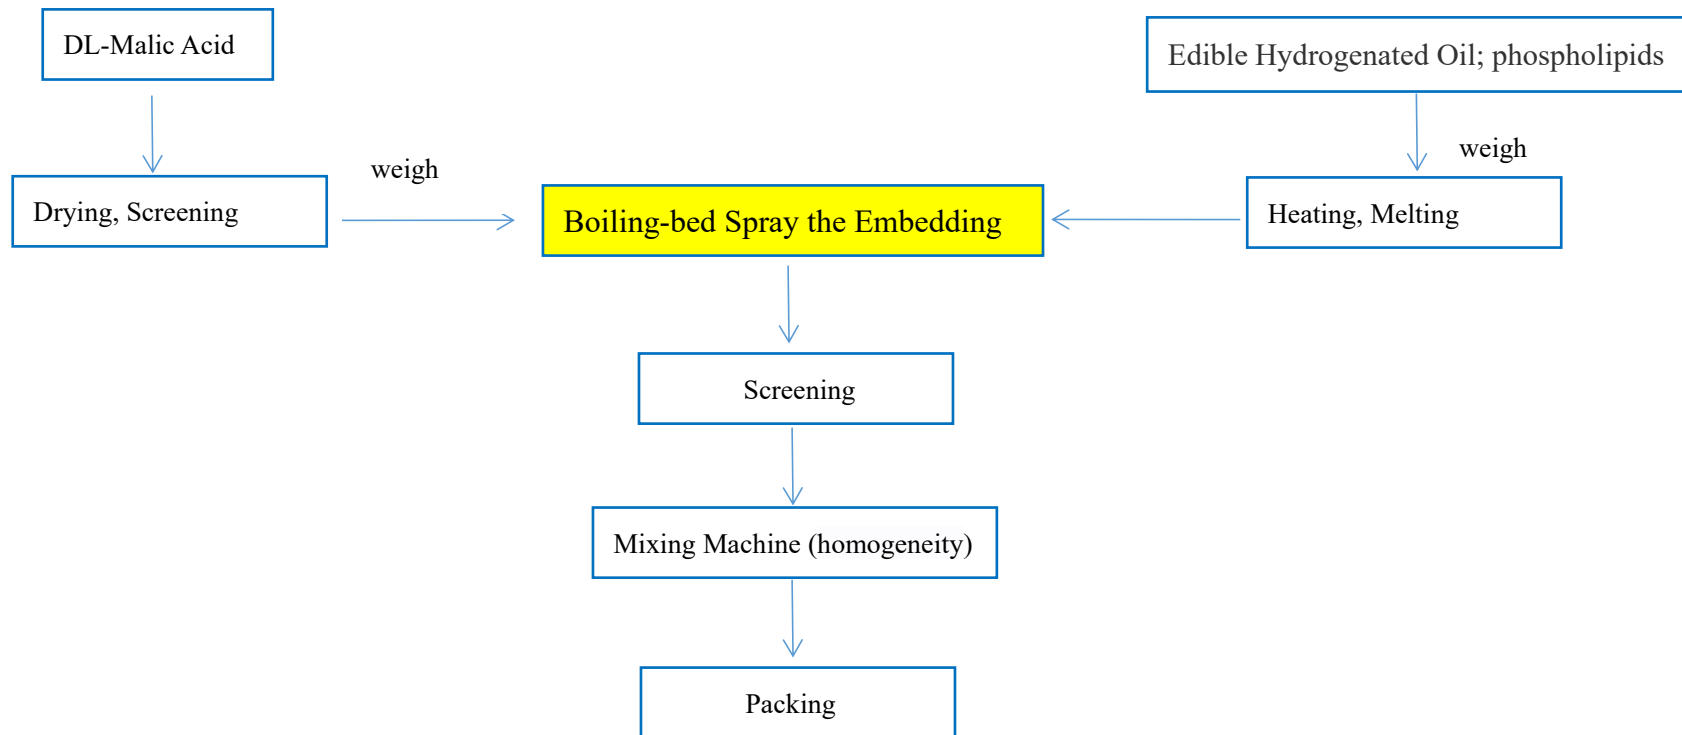 DL-Malic Acid
Edible Hydrogenated Oil; phospholipids
weigh
weigh
Drying, Screening
Boiling-bed Spray the Embedding
Heating, Melting
Screening
Mixing Machine (homogeneity)
Packing